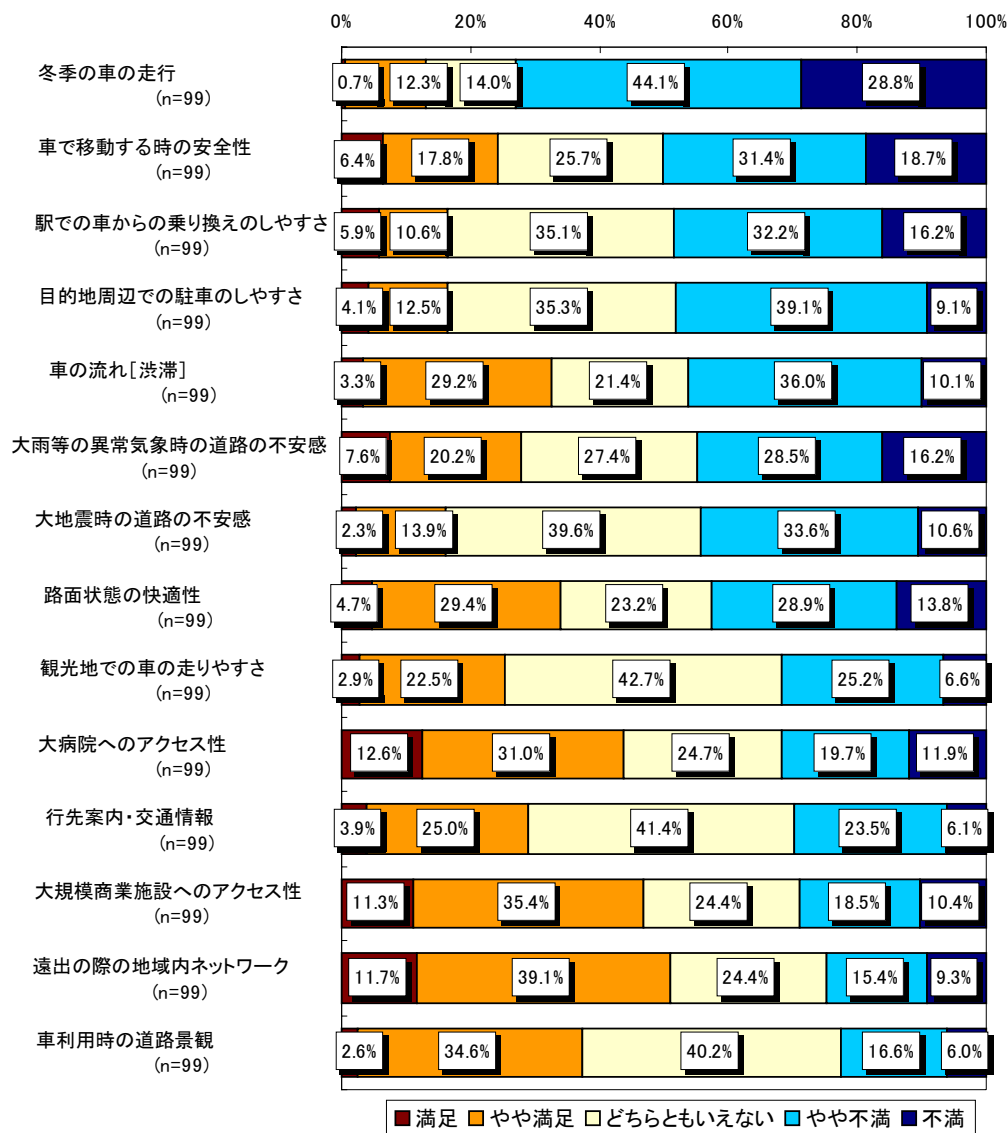 0% 20% 40% 60% 80% 100%
冬季の車の走行
(n=99)
0.7% 12.3% 14.0% 44.1% 28.8%
車で移動する時の安全性
(n=99)
6.4% 17.8% 25.7% 31.4% 18.7%
駅での車からの乗り換えのしやすさ
(n=99)
5.9% 10.6% 35.1% 32.2% 16.2%
目的地周辺での駐車のしやすさ
(n=99)
4.1% 12.5% 35.3% 39.1% 9.1%
車の流れ[渋滞]
(n=99)
3.3% 29.2% 21.4% 36.0% 10.1%
大雨等の異常気象時の道路の不安感
(n=99)
7.6% 20.2% 27.4% 28.5% 16.2%
大地震時の道路の不安感
(n=99)
2.3% 13.9% 39.6% 33.6% 10.6%
路面状態の快適性
(n=99)
4.7% 29.4% 23.2% 28.9% 13.8%
観光地での車の走りやすさ
(n=99)
2.9% 22.5% 42.7% 25.2% 6.6%
大病院へのアクセス性
(n=99)
12.6% 31.0% 24.7% 19.7% 11.9%
行先案内・交通情報
(n=99)
3.9% 25.0% 41.4% 23.5% 6.1%
大規模商業施設へのアクセス性
(n=99)
11.3% 35.4% 24.4% 18.5% 10.4%
遠出の際の地域内ネットワーク
(n=99)
11.7% 39.1% 24.4% 15.4% 9.3%
車利用時の道路景観
(n=99)
2.6% 34.6% 40.2% 16.6% 6.0%
満足 やや満足 どちらともいえない やや不満 不満